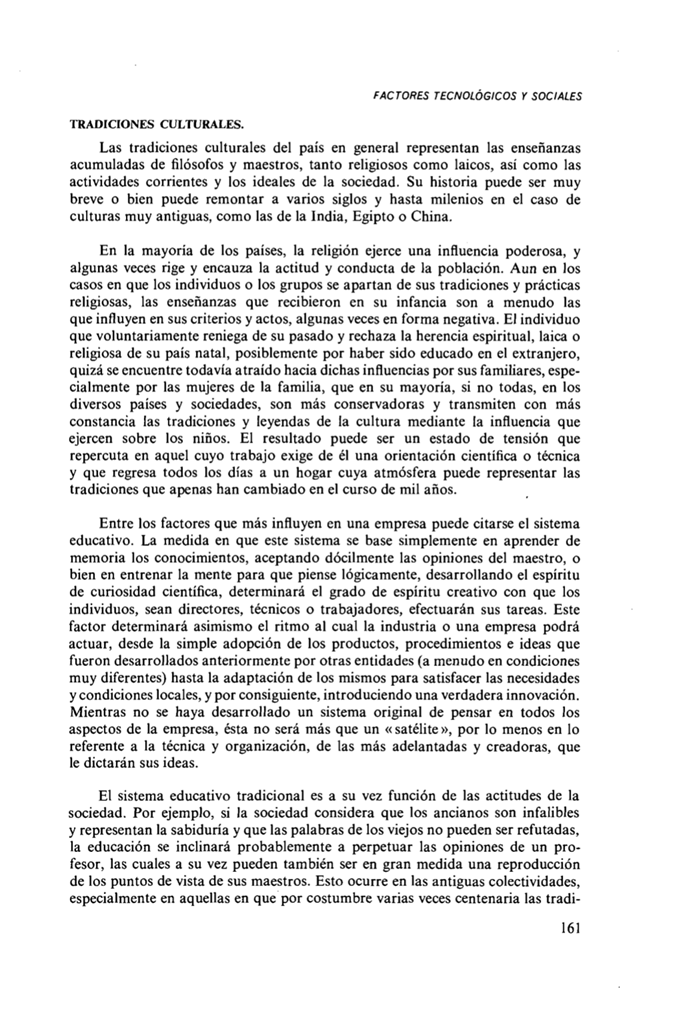 FACTORES TECNOLÓGICOS Y SOCIALES
TRADICIONES CULTURALES.
Las tradiciones culturales del país en general representan las enseñanzas
acumuladas de filósofos y maestros, tanto religiosos como laicos, así como las
actividades corrientes y los ideales de la sociedad. Su historia puede ser muy
breve o bien puede remontar a varios siglos y hasta milenios en el caso de
culturas muy antiguas, como las de la India, Egipto o China.
En la mayoría de los países, la religión ejerce una influencia poderosa, y
algunas veces rige y encauza la actitud y conducta de la población. Aun en los
casos en que los individuos o los grupos se apartan de sus tradiciones y prácticas
religiosas, las enseñanzas que recibieron en su infancia son a menudo las
que influyen en sus criterios y actos, algunas veces en forma negativa. El individuo
que voluntariamente reniega de su pasado y rechaza la herencia espiritual, laica o
religiosa de su país natal, posiblemente por haber sido educado en el extranjero,
quizá se encuentre todavía atraído hacia dichas influencias por sus familiares, espe-
cialmente por las mujeres de la familia, que en su mayoría, si no todas, en los
diversos países y sociedades, son más conservadoras y transmiten con más
constancia las tradiciones y leyendas de la cultura mediante la influencia que
ejercen sobre los niños. El resultado puede ser un estado de tensión que
repercuta en aquel cuyo trabajo exige de él una orientación científica o técnica
y que regresa todos los días a un hogar cuya atmósfera puede representar las
tradiciones que apenas han cambiado en el curso de mil años.
Entre los factores que más influyen en una empresa puede citarse el sistema
educativo. La medida en que este sistema se base simplemente en aprender de
memoria los conocimientos, aceptando dócilmente las opiniones del maestro, o
bien en entrenar la mente para que piense lógicamente, desarrollando el espíritu
de curiosidad científica, determinará el grado de espíritu creativo con que los
individuos, sean directores, técnicos o trabajadores, efectuarán sus tareas. Este
factor determinará asimismo el ritmo al cual la industria o una empresa podrá
actuar, desde la simple adopción de los productos, procedimientos e ideas que
fueron desarrollados anteriormente por otras entidades (a menudo en condiciones
muy diferentes) hasta la adaptación de los mismos para satisfacer las necesidades
y condiciones locales, y por consiguiente, introduciendo una verdadera innovación.
Mientras no se haya desarrollado un sistema original de pensar en todos los
aspectos de la empresa, ésta no será más que un «satélite», por lo menos en lo
referente a la técnica y organización, de las más adelantadas y creadoras, que
le dictarán sus ideas.
El sistema educativo tradicional es a su vez función de las actitudes de la
sociedad. Por ejemplo, si la sociedad considera que los ancianos son infalibles
y representan la sabiduría y que las palabras de los viejos no pueden ser refutadas,
la educación se inclinará probablemente a perpetuar las opiniones de un pro-
fesor, las cuales a su vez pueden también ser en gran medida una reproducción
de los puntos de vista de sus maestros. Esto ocurre en las antiguas colectividades,
especialmente en aquellas en que por costumbre varias veces centenaria las tradi-
161